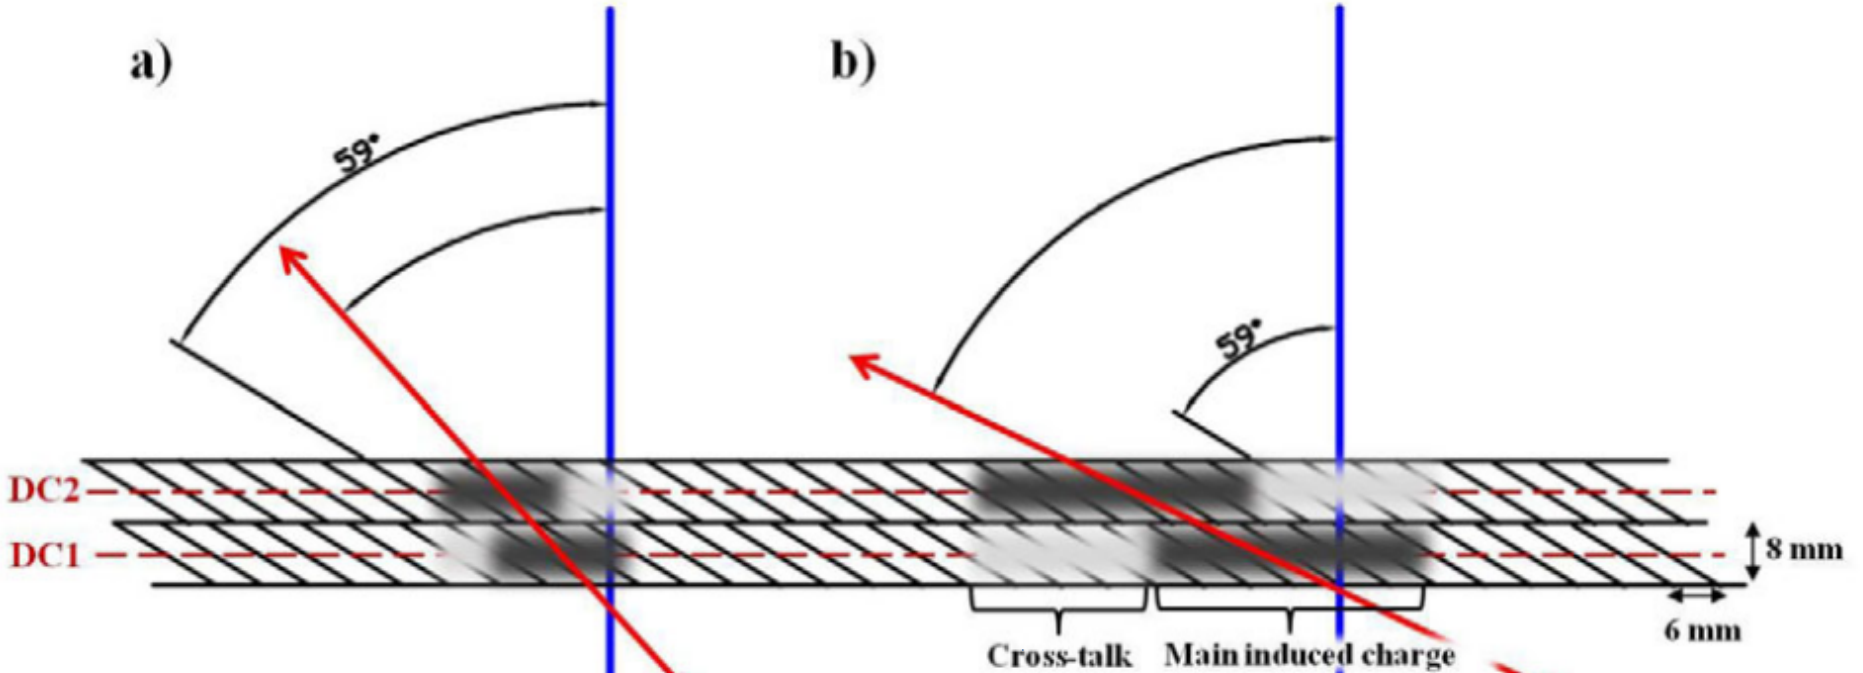 a)
b)
59°
59°
DC2
DC1
8 mm
6 mm
Cross-talk
Main induced charge